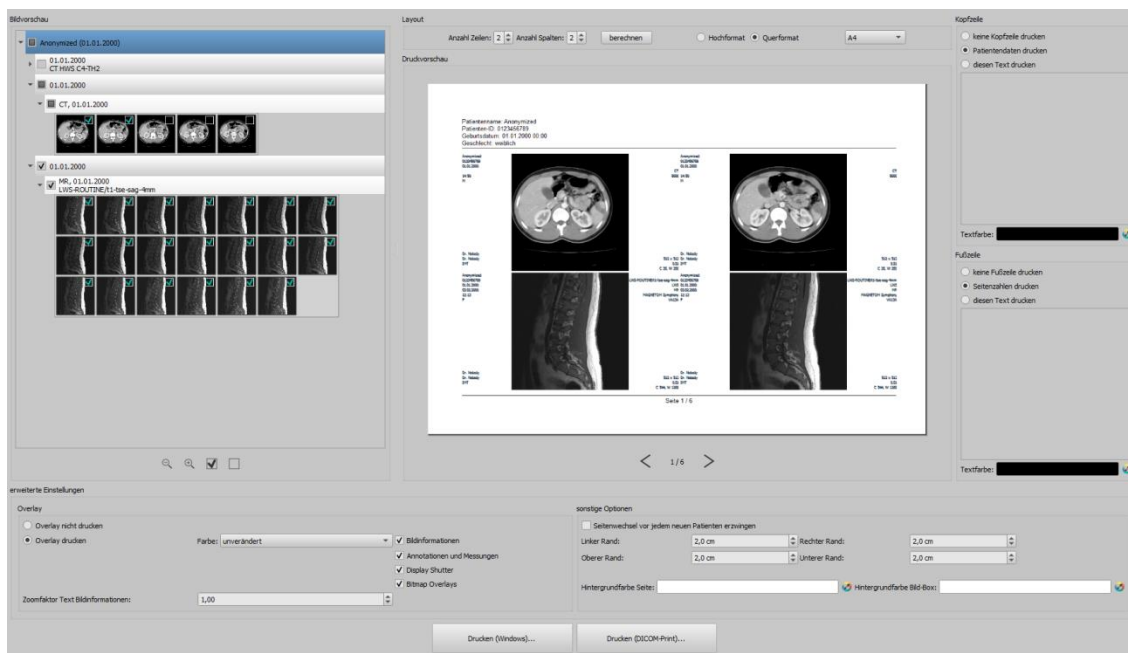 Bildvorschau
Anonymized (01.01.2000)
01.01.2000
CT HWS C4-TH2
01.01.2000
CT, 01.01.2000
01.01.2000
MR, 01.01.2000
LWS-ROUTINE/t1-tse-sag-4mm
Layout
Anzahl Zeilen: 2 Anzahl Spalten: 2 berechnen Hochformat Querformat A4
Druckvorschau
Patientenname: Anonymized
Patienten-ID: 0123456789
Geburtsdatum: 01.01.2000 00:00
Geschlecht: weiblich
Seite 1 / 6
1/6
Kopfzeile
keine Kopfzeile drucken
Patientendaten drucken
diesen Text drucken
Textfarbe:
Fußzeile
keine Fußzeile drucken
Seitenzahlen drucken
diesen Text drucken
Textfarbe:
erweiterte Einstellungen
Overlay
Overlay nicht drucken
Overlay drucken Farbe: unverändert Bildinformationen
Annotationen und Messungen
Display Shutter
Bitmap Overlays
Zoomfaktor Text Bildinformationen: 1,00
sonstige Optionen
Seitenwechsel vor jedem neuen Patienten erzwingen
Linker Rand: 2,0 cm Rechter Rand: 2,0 cm
Oberer Rand: 2,0 cm Unterer Rand: 2,0 cm
Hintergrundfarbe Seite: Hintergrundfarbe Bild-Box:
Drucken (Windows)... Drucken (DICOM-Print)...